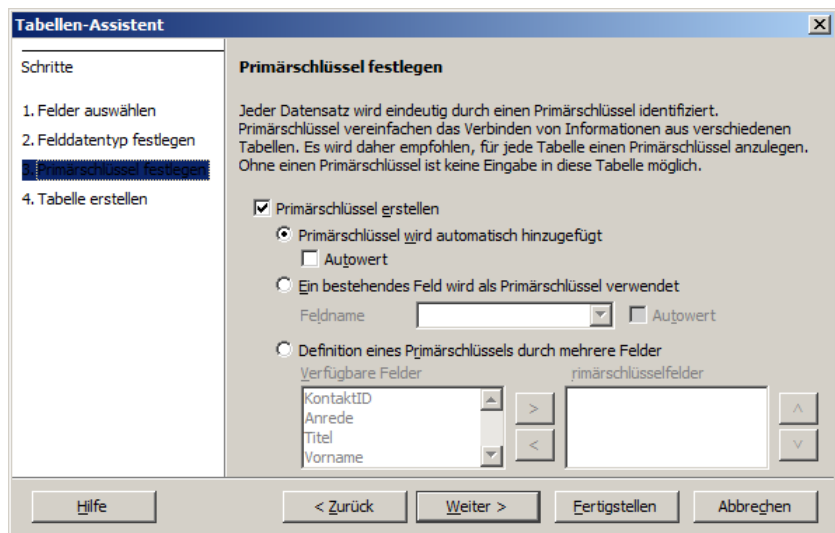 Tabellen-Assistent
Schritte
1. Felder auswählen
2. Felddatentyp festlegen
3. Primärschlüssel festlegen
4. Tabelle erstellen
Primärschlüssel festlegen
Jeder Datensatz wird eindeutig durch einen Primärschlüssel identifiziert.
Primärschlüssel vereinfachen das Verbinden von Informationen aus verschiedenen
Tabellen. Es wird daher empfohlen, für jede Tabelle einen Primärschlüssel anzulegen.
Ohne einen Primärschlüssel ist keine Eingabe in diese Tabelle möglich.
Primärschlüssel erstellen
Primärschlüssel wird automatisch hinzugefügt
Autowert
Ein bestehendes Feld wird als Primärschlüssel verwendet
Feldname Autowert
Definition eines Primärschlüssels durch mehrere Felder
Verfügbare Felder rimärschlüsselfelder
KontaktID
Anrede
Titel
Vorname
>
<
Hilfe < Zurück Weiter > Fertigstellen Abbrechen